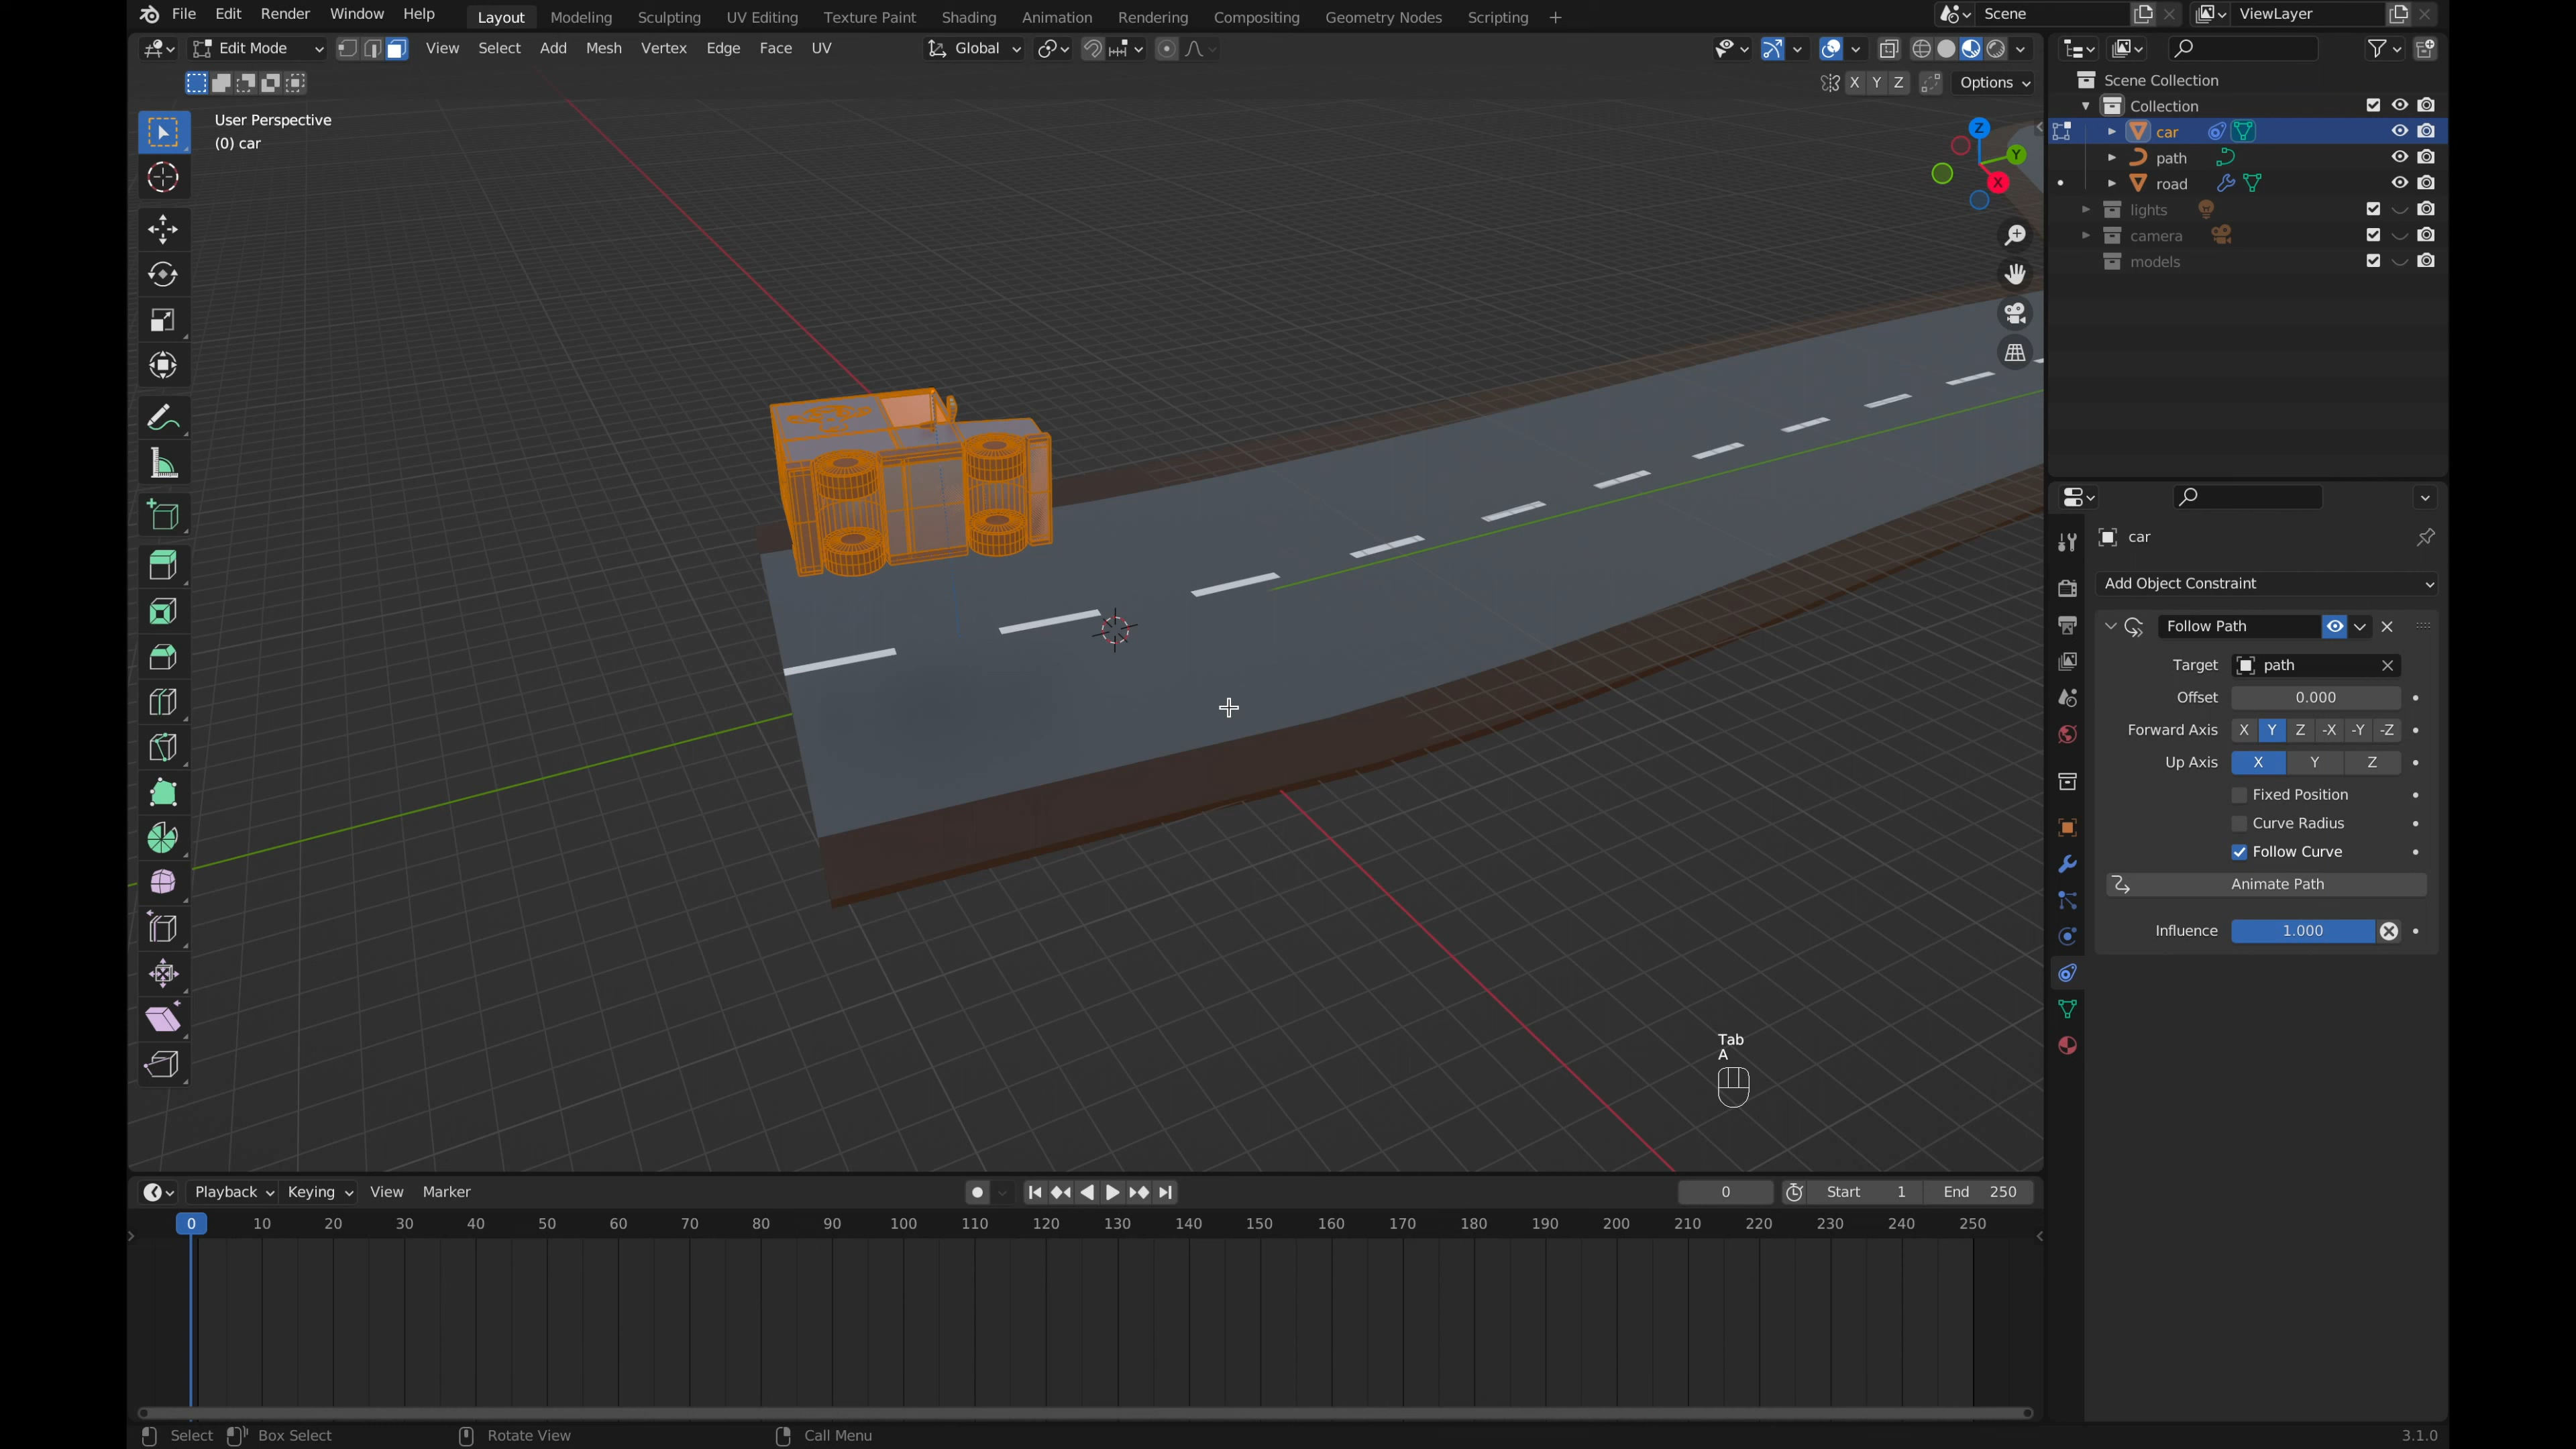 File Edit Render Window Help Layout Modeling Sculpting UV Editing Texture Paint Shading Animation Rendering Compositing Geometry Nodes Scripting + Scene ViewLayer
Edit Mode View Select Add Mesh Vertex Edge Face UV Global
X Y Z Options
User Perspective
(0) car
Z
Y
X
Scene Collection
Collection
car
path
road
lights
camera
models
car
Add Object Constraint
Follow Path
Target path
Offset 0.000
Forward Axis X Y Z -X -Y -Z
Up Axis X Y Z
Fixed Position
Curve Radius
Follow Curve
Animate Path
Influence 1.000
Tab
A
Playback Keying View Marker 0 Start 1 End 250
0 10 20 30 40 50 60 70 80 90 100 110 120 130 140 150 160 170 180 190 200 210 220 230 240 250
Select Box Select Rotate View Call Menu 3.1.0